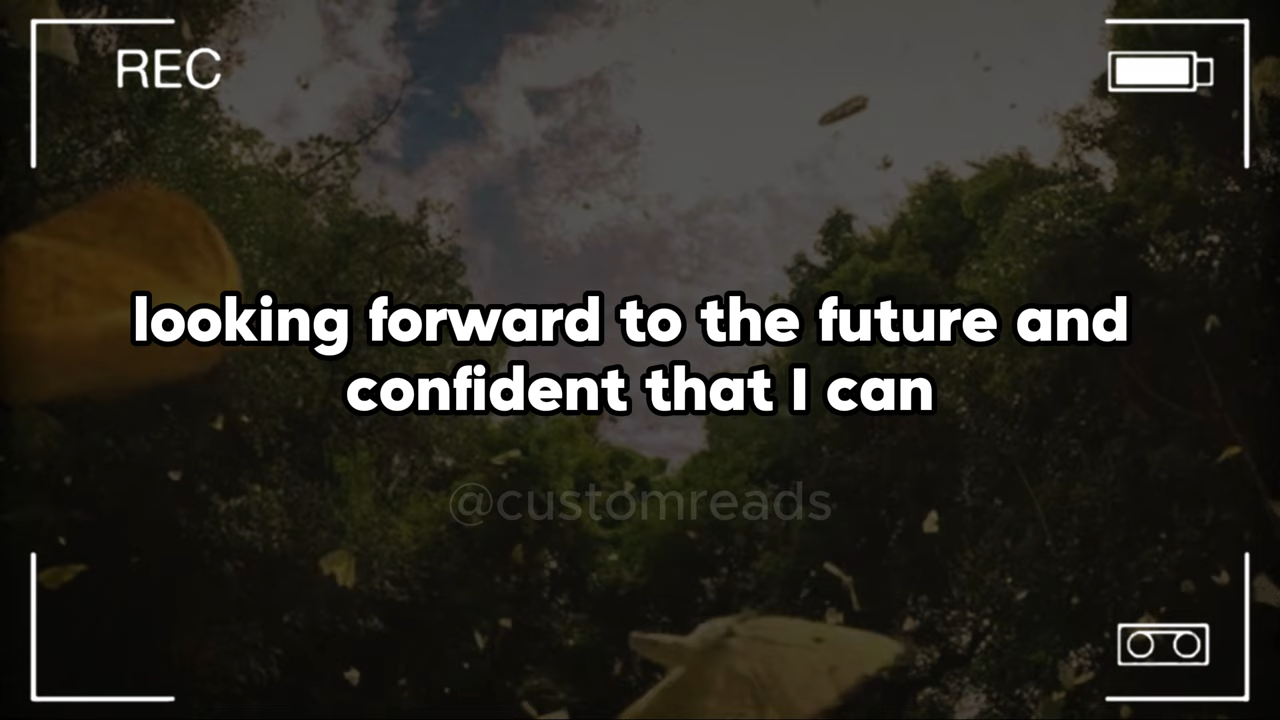 REC
looking forward to the future and
confident that I can
@customreads